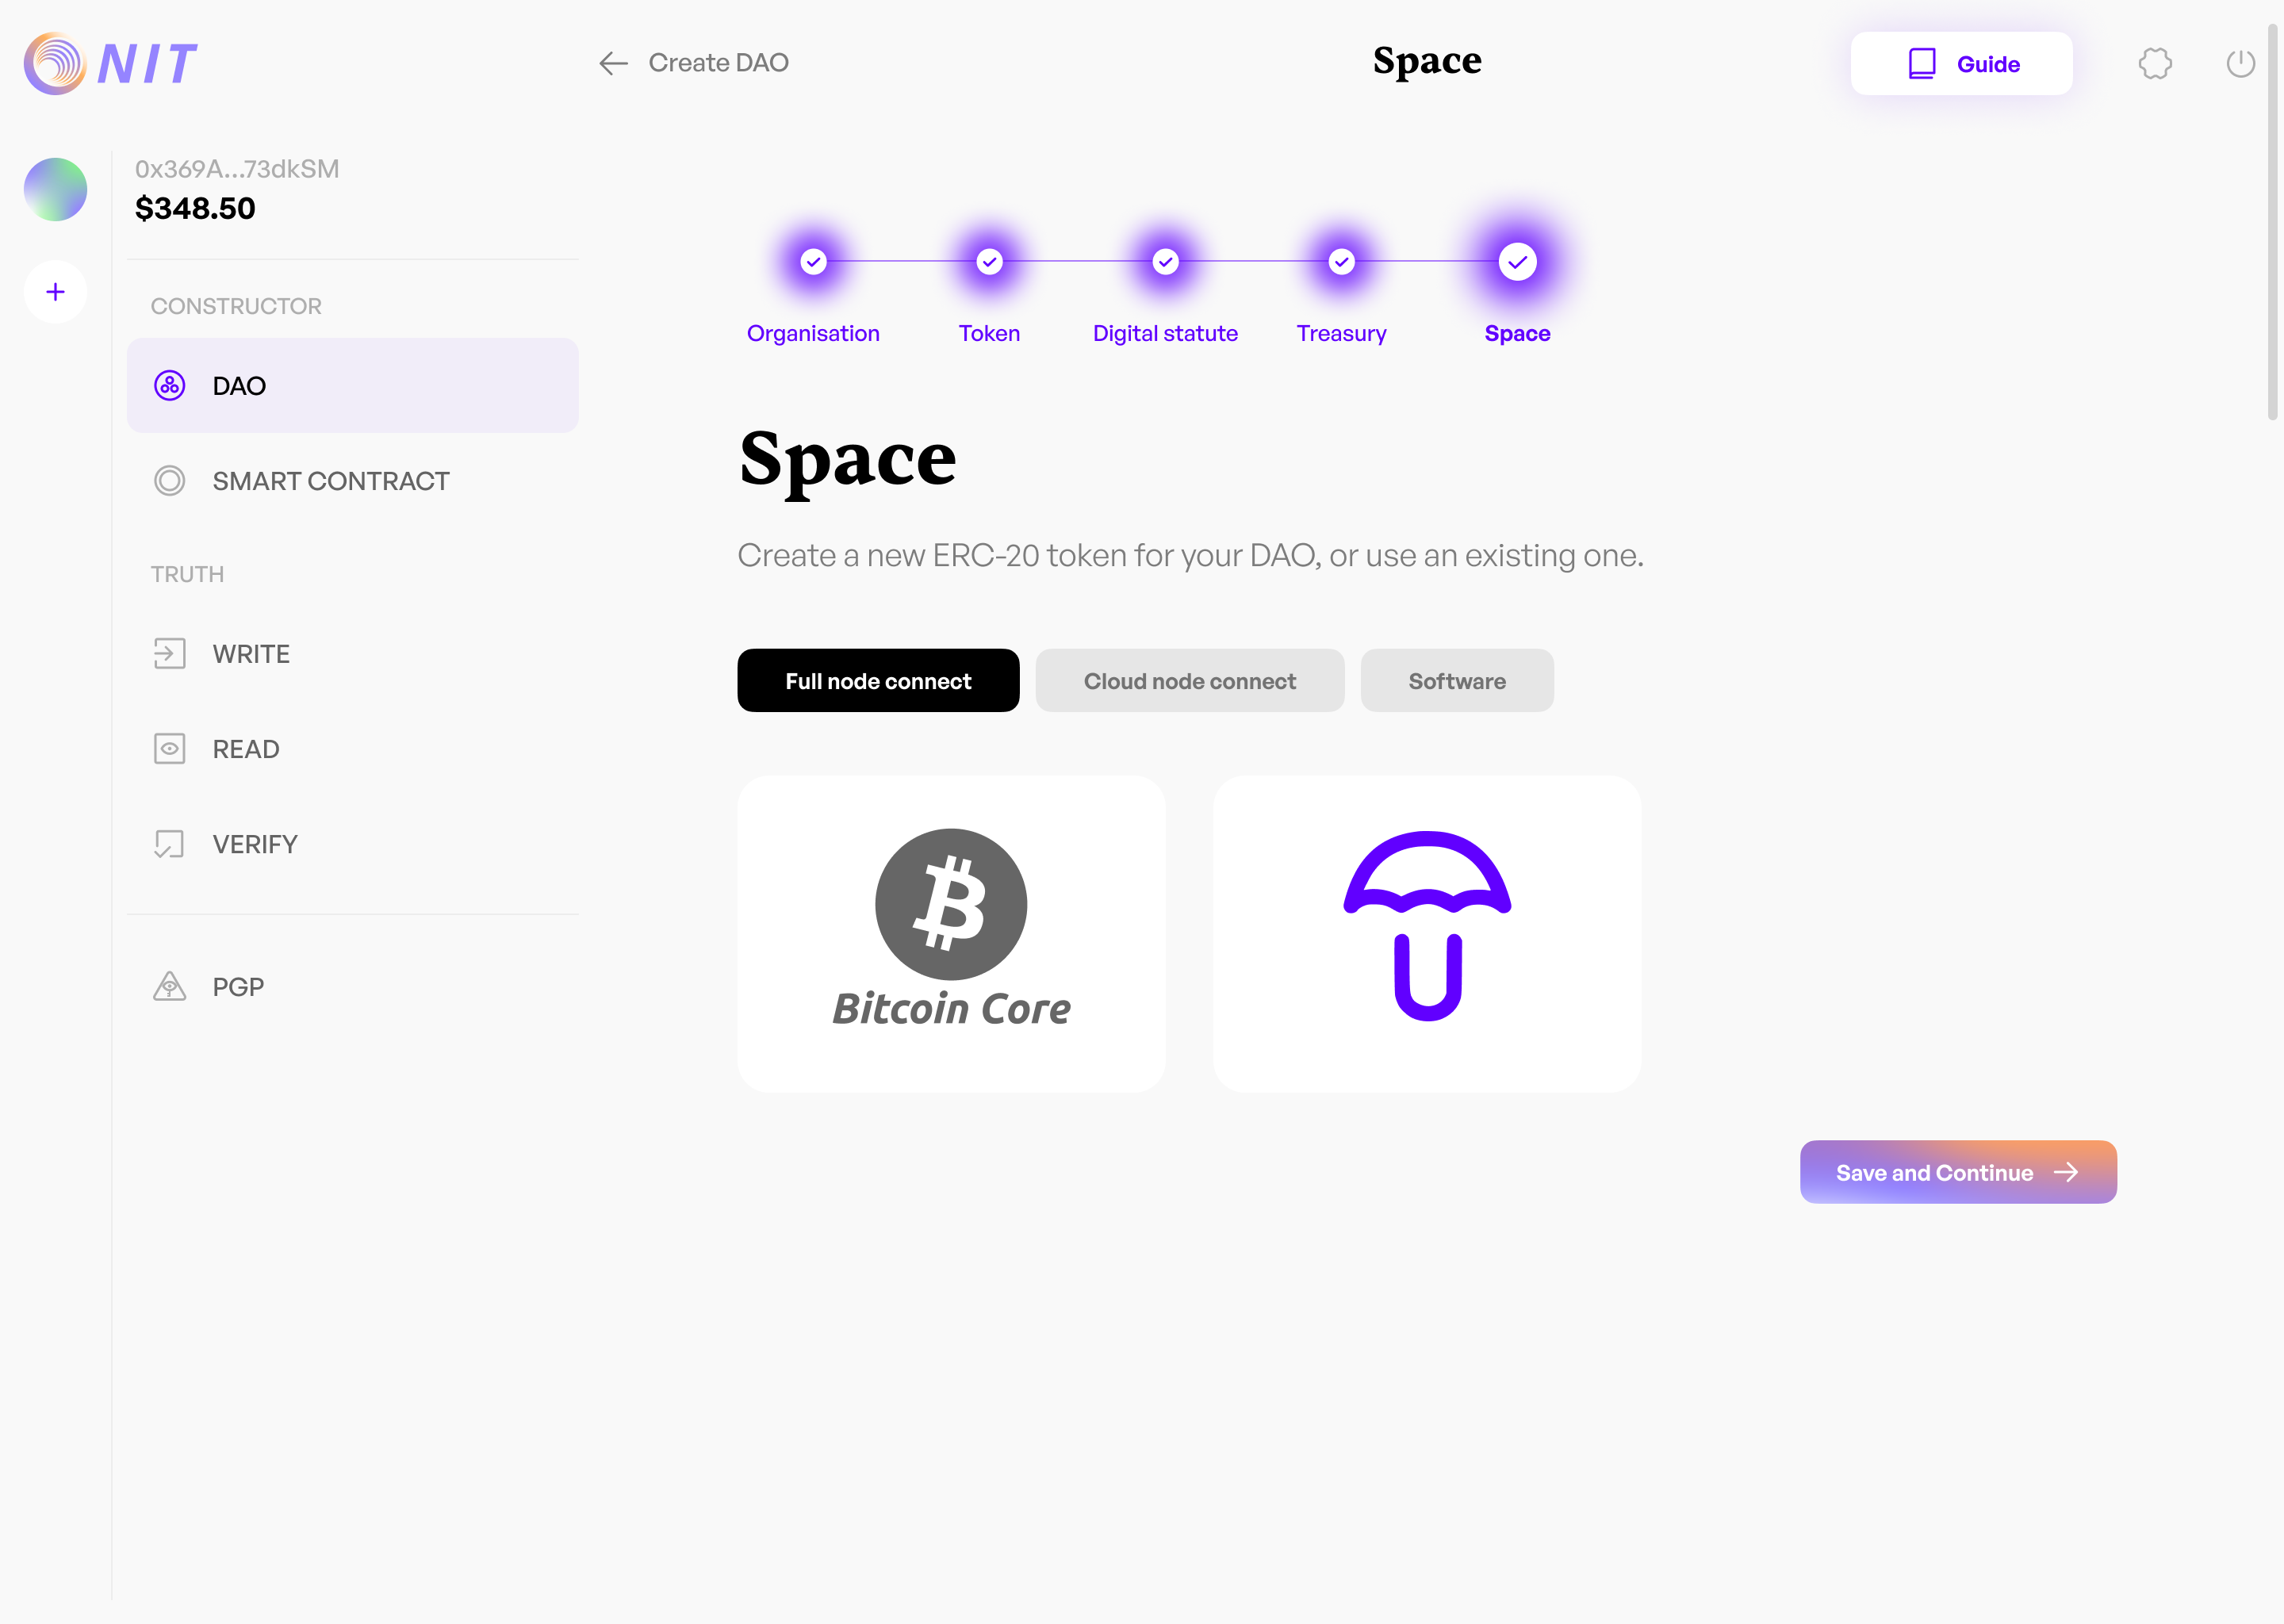 NIT
Create DAO
Space
Guide
0x369A...73dkSM
$348.50
CONSTRUCTOR
DAO
SMART CONTRACT
TRUTH
WRITE
READ
VERIFY
PGP
Organisation
Token
Digital statute
Treasury
Space
Space
Create a new ERC-20 token for your DAO, or use an existing one.
Full node connect
Cloud node connect
Software
Bitcoin Core
Save and Continue